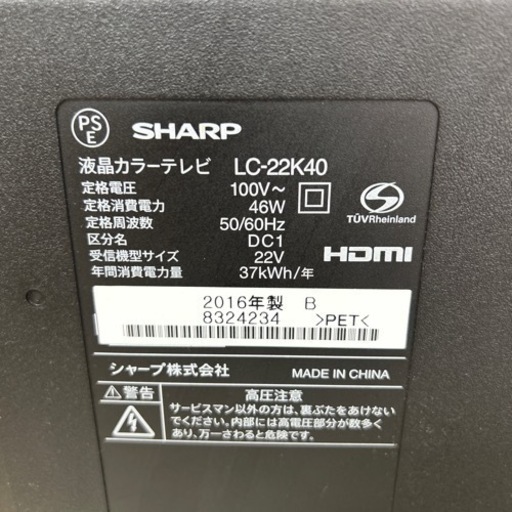 PS
E
SHARP
液晶カラーテレビ LC-22K40
定格電圧 100V～
定格消費電力 46W
定格周波数 50/60Hz
区分名 DC1
受信機型サイズ 22V
年間消費電力量 37kWh/年
TÜVRheinland
HDMI
2016年製 B
8324234 >PET<
シャープ株式会社 MADE IN CHINA
⚠警告 高圧注意
サービスマン以外の方は、裏ぶたをあけない
でください。内部には高電圧部分が数多く
あり、万一さわると危険です。